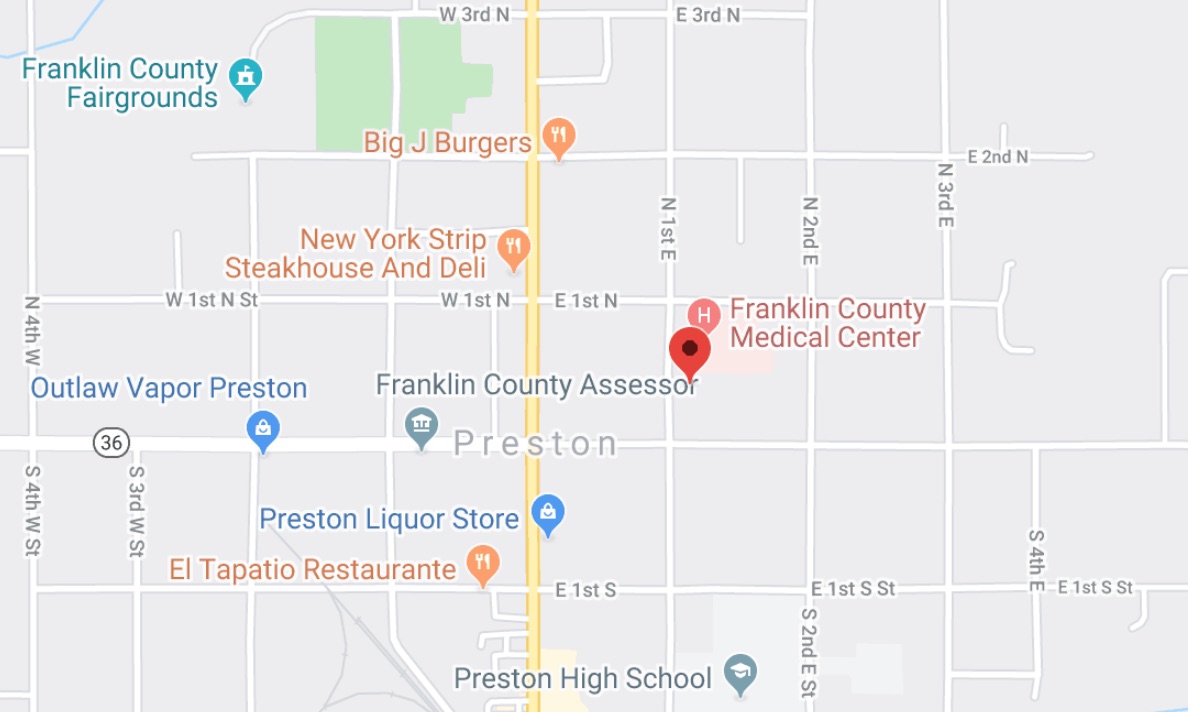 W 3rd N
E 3rd N
Franklin County
Fairgrounds
Big J Burgers
E 2nd N
N 3rd E
N 1st E
N 2nd E
New York Strip
Steakhouse And Deli
W 1st N St
W 1st N
E 1st N
N 4th W
H
Franklin County
Medical Center
Outlaw Vapor Preston
Franklin County Assessor
36
Preston
S 4th W St
S 3rd W St
Preston Liquor Store
S 4th E
El Tapatio Restaurante
E 1st S
E 1st S St
E 1st S St
S 2nd E St
Preston High School